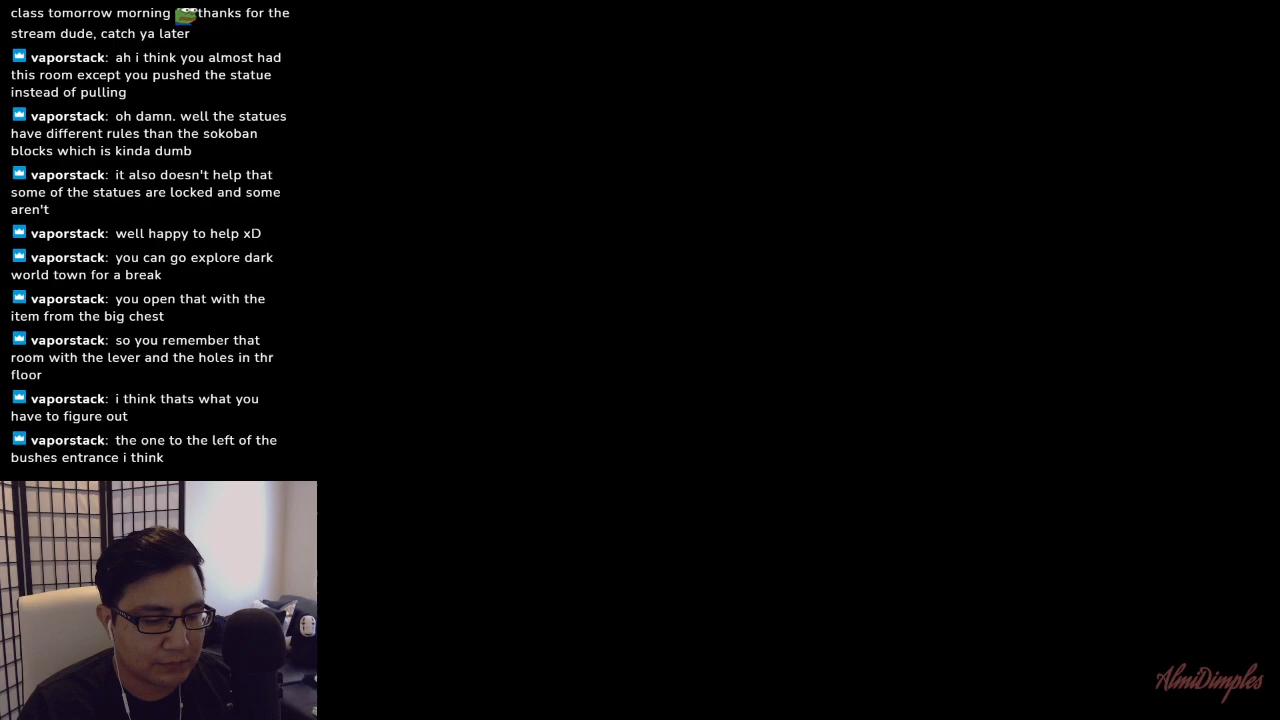 class tomorrow morning thanks for the
stream dude, catch ya later
vaporstack: ah i think you almost had
this room except you pushed the statue
instead of pulling
vaporstack: oh damn. well the statues
have different rules than the sokoban
blocks which is kinda dumb
vaporstack: it also doesn't help that
some of the statues are locked and some
aren't
vaporstack: well happy to help xD
vaporstack: you can go explore dark
world town for a break
vaporstack: you open that with the
item from the big chest
vaporstack: so you remember that
room with the lever and the holes in thr
floor
vaporstack: i think thats what you
have to figure out
vaporstack: the one to the left of the
bushes entrance i think
AlmiDimples